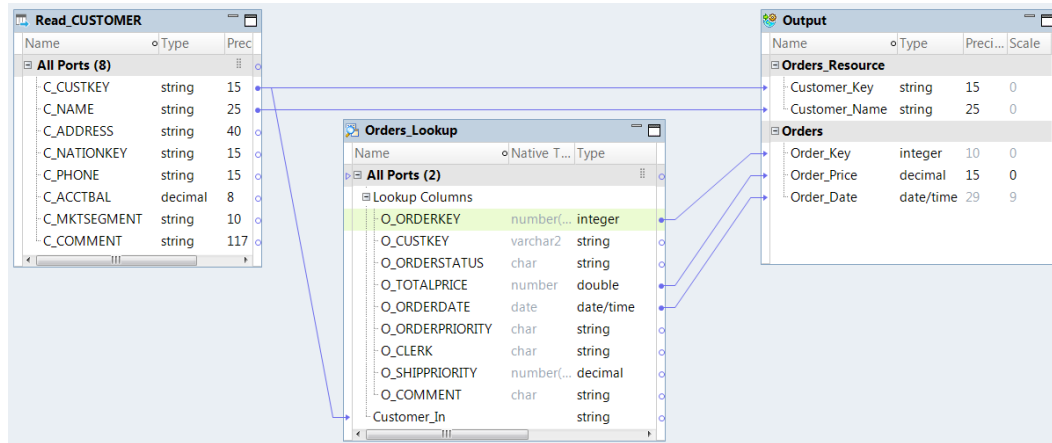 Read_CUSTOMER
Name Type Prec
All Ports (8)
C_CUSTKEY string 15
C_NAME string 25
C_ADDRESS string 40
C_NATIONKEY string 15
C_PHONE string 15
C_ACCTBAL decimal 8
C_MKTSEGMENT string 10
C_COMMENT string 117
Orders_Lookup
Name Native T... Type
All Ports (2)
Lookup Columns
O_ORDERKEY number(... integer
O_CUSTKEY varchar2 string
O_ORDERSTATUS char string
O_TOTALPRICE number double
O_ORDERDATE date date/time
O_ORDERPRIORITY char string
O_CLERK char string
O_SHIPPRIORITY number(... decimal
O_COMMENT char string
Customer_In string
Output
Name Type Preci... Scale
Orders_Resource
Customer_Key string 15 0
Customer_Name string 25 0
Orders
Order_Key integer 10 0
Order_Price decimal 15 0
Order_Date date/time 29 9